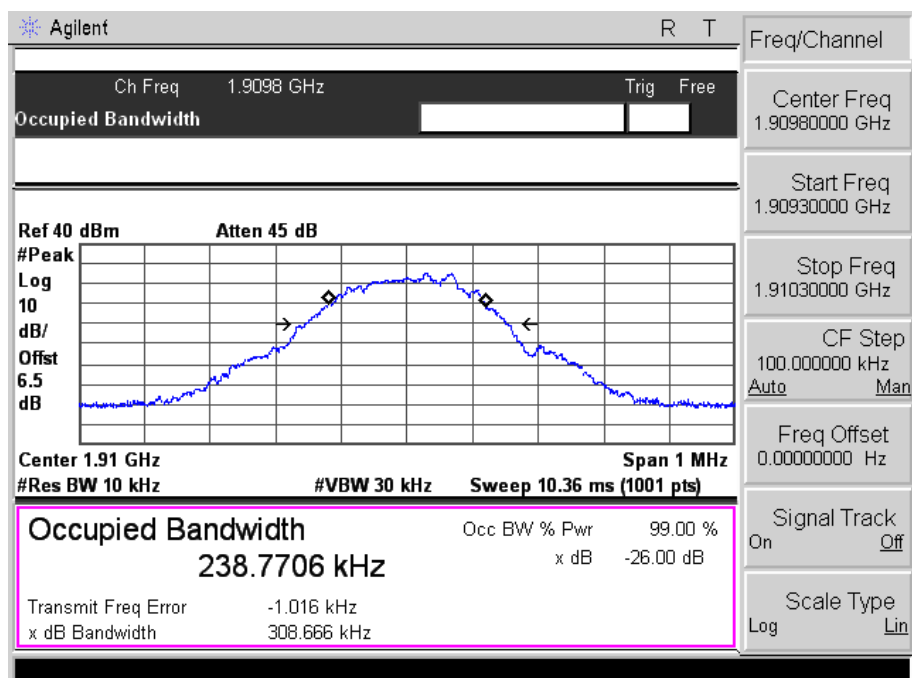 Agilent R T
Ch Freq 1.9098 GHz Trig Free
Occupied Bandwidth
Ref 40 dBm Atten 45 dB
#Peak
Log
10
dB/
Offst
6.5
dB
Center 1.91 GHz Span 1 MHz
#Res BW 10 kHz #VBW 30 kHz Sweep 10.36 ms (1001 pts)
Occupied Bandwidth
238.7706 kHz
Occ BW % Pwr 99.00 %
x dB -26.00 dB
Transmit Freq Error -1.016 kHz
x dB Bandwidth 308.666 kHz
Freq/Channel
Center Freq
1.90980000 GHz
Start Freq
1.90930000 GHz
Stop Freq
1.91030000 GHz
CF Step
100.000000 kHz
Auto Man
Freq Offset
0.00000000 Hz
Signal Track
On Off
Scale Type
Log Lin